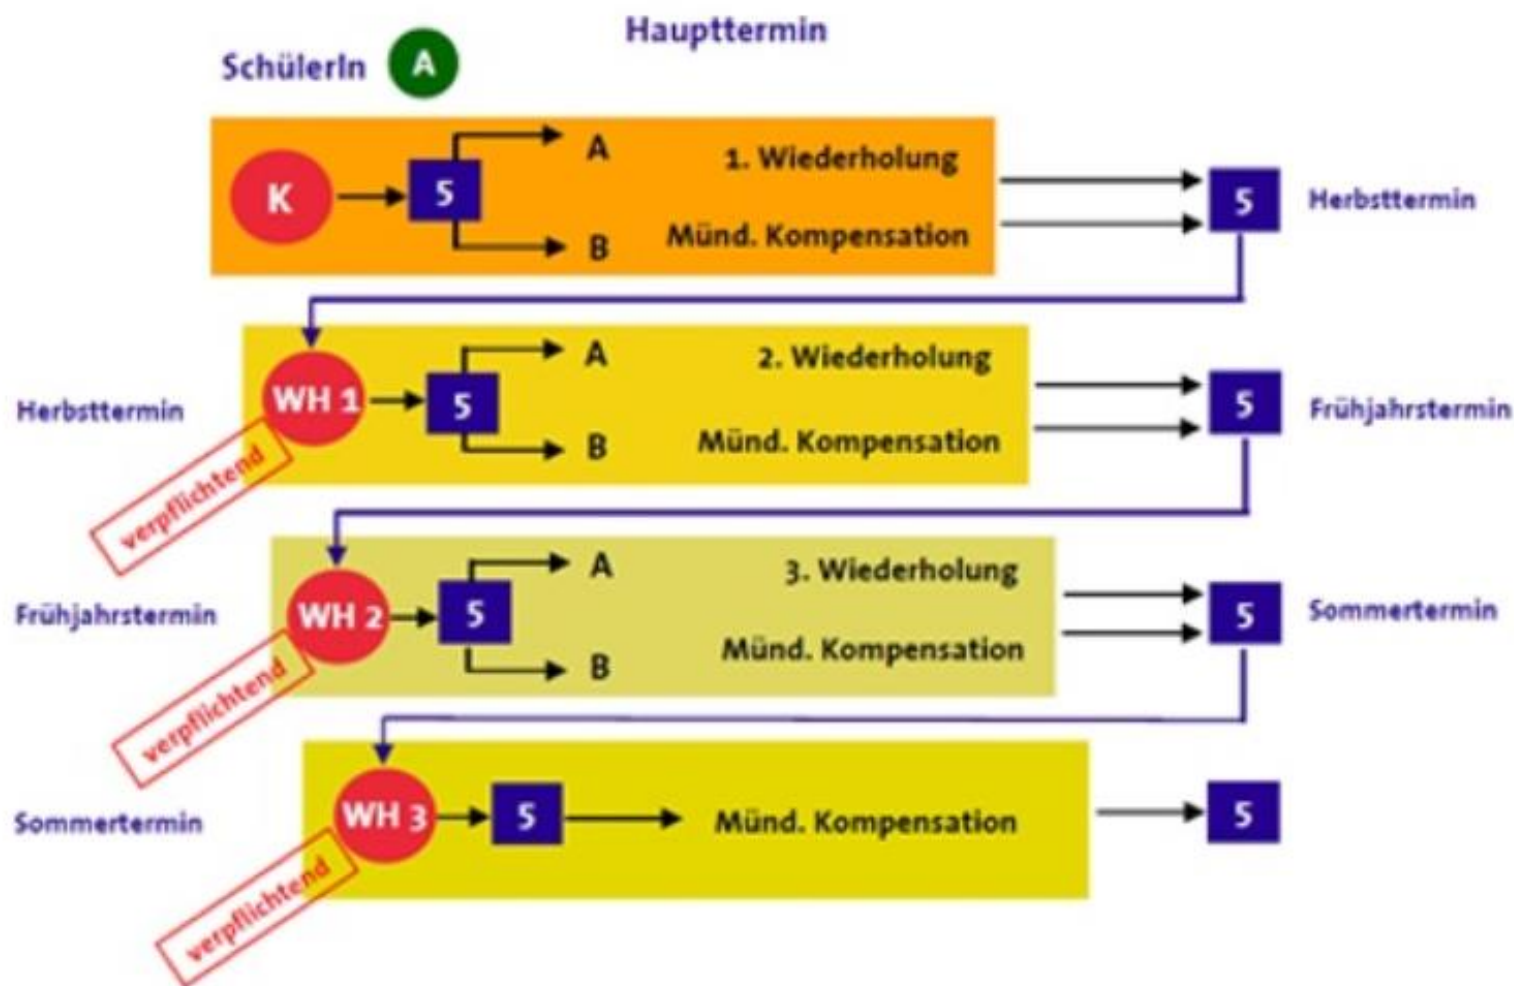 Haupttermin
SchülerIn A
K 5 A 1. Wiederholung 5 Herbsttermin
B Münd. Kompensation
Herbsttermin WH 1 5 A 2. Wiederholung 5 Frühjahrstermin
B Münd. Kompensation
verpflichtend
Frühjahrstermin WH 2 5 A 3. Wiederholung 5 Sommertermin
B Münd. Kompensation
verpflichtend
Sommertermin WH 3 5 Münd. Kompensation 5
verpflichtend